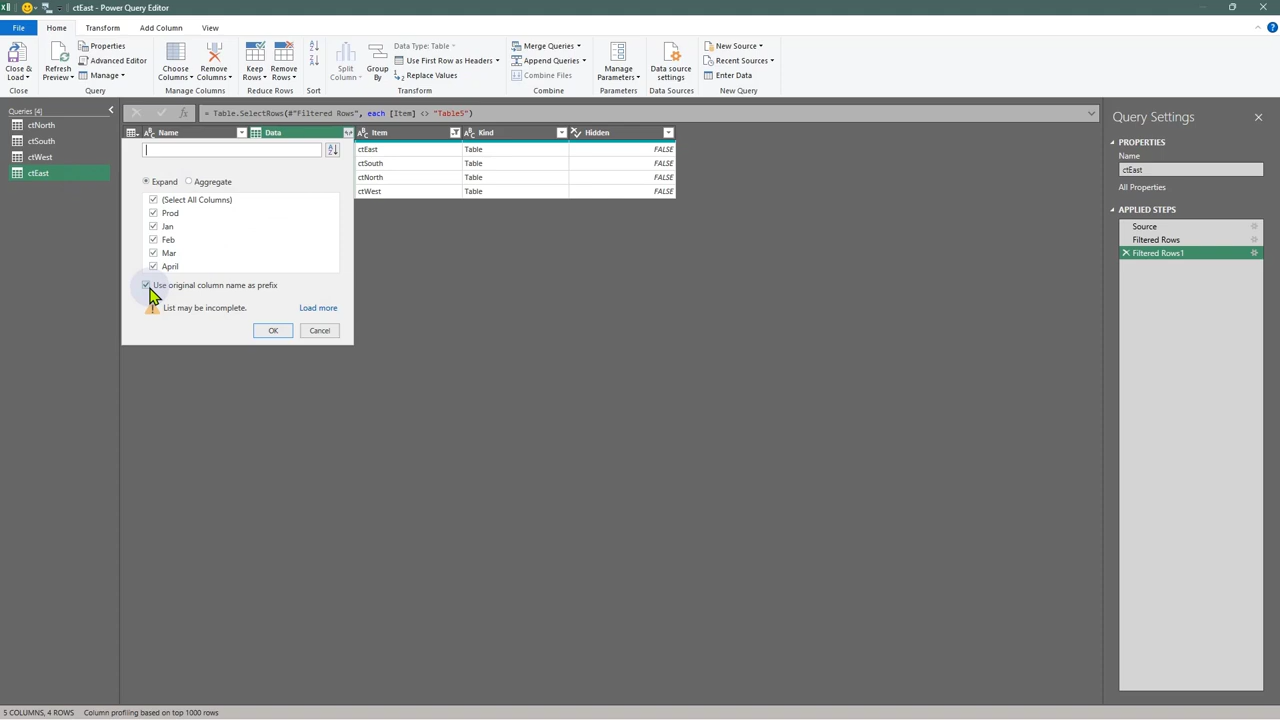 ctEast - Power Query Editor
File Home Transform Add Column View
Close & Load
Close
Refresh Preview
Properties
Advanced Editor
Manage
Query
Choose Columns
Remove Columns
Manage Columns
Keep Rows
Remove Rows
Reduce Rows
Sort
Split Column
Group By
Data Type: Table
Use First Row as Headers
Replace Values
Transform
Merge Queries
Append Queries
Combine Files
Combine
Manage Parameters
Parameters
Data source settings
Data Sources
New Source
Recent Sources
Enter Data
New Query
Queries [4]
ctNorth
ctSouth
ctWest
ctEast
= Table.SelectRows(#"Filtered Rows", each [Item] <> "Table5")
Name Data Item Kind Hidden
ctEast Table FALSE
ctSouth Table FALSE
ctNorth Table FALSE
ctWest Table FALSE
Expand Aggregate
(Select All Columns)
Prod
Jan
Feb
Mar
April
Use original column name as prefix
List may be incomplete. Load more
OK Cancel
Query Settings
PROPERTIES
Name
ctEast
All Properties
APPLIED STEPS
Source
Filtered Rows
Filtered Rows1
5 COLUMNS, 4 ROWS Column profiling based on top 1000 rows